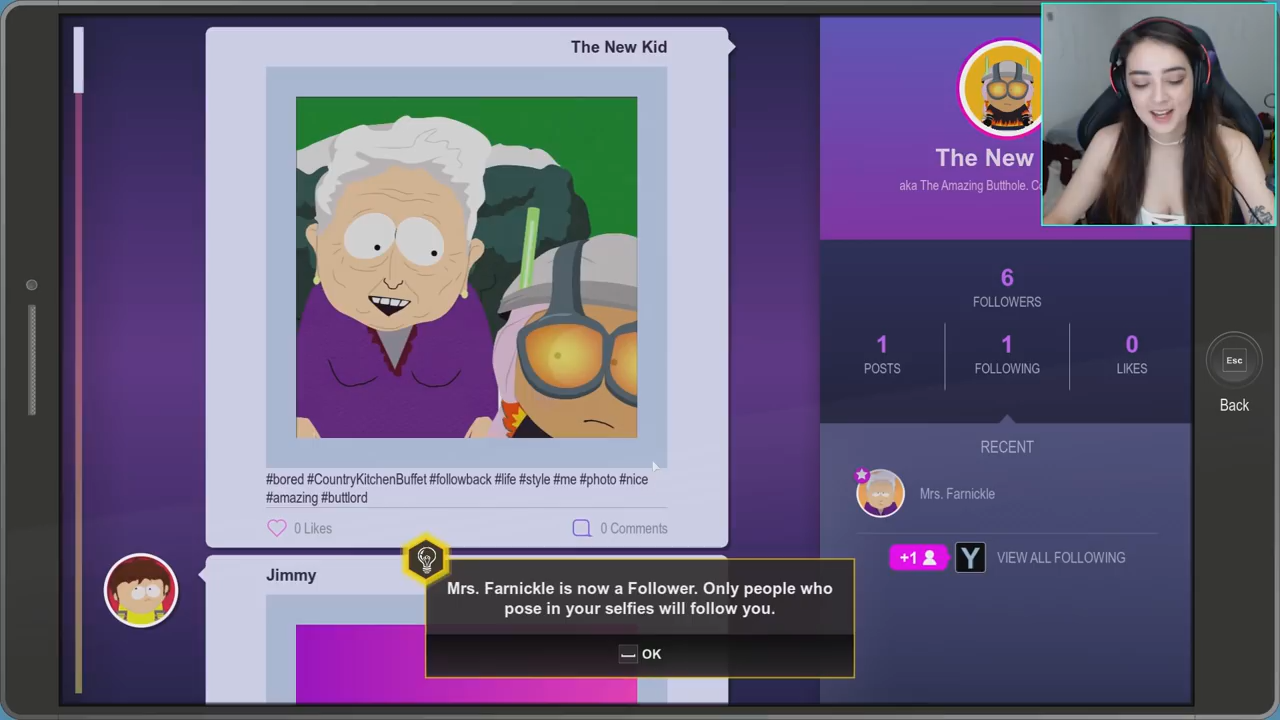 The New Kid
#bored #CountryKitchenBuffet #followback #life #style #me #photo #nice
#amazing #buttlord
0 Likes
0 Comments
Jimmy
Mrs. Farnickle is now a Follower. Only people who
pose in your selfies will follow you.
OK
The New
aka The Amazing Butthole. Co
6
FOLLOWERS
1
POSTS
1
FOLLOWING
0
LIKES
RECENT
Mrs. Farnickle
+1
Y
VIEW ALL FOLLOWING
Esc
Back